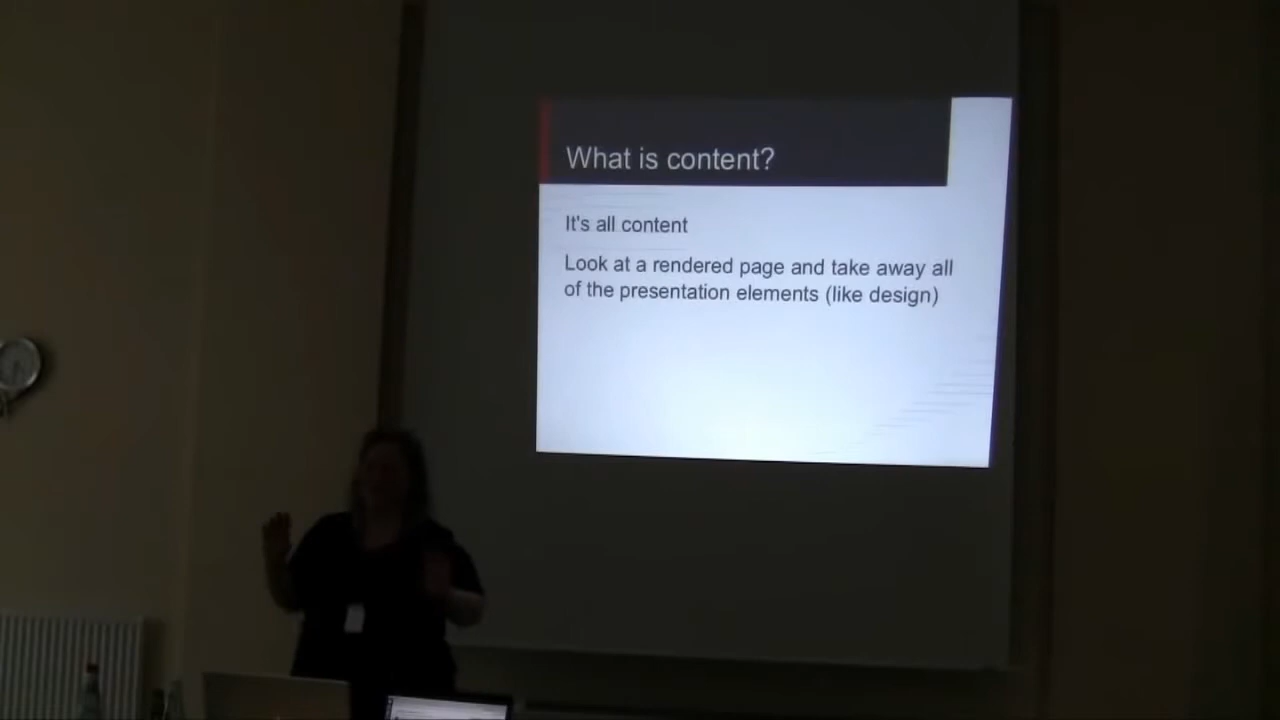 What is content?
It's all content
Look at a rendered page and take away all
of the presentation elements (like design)